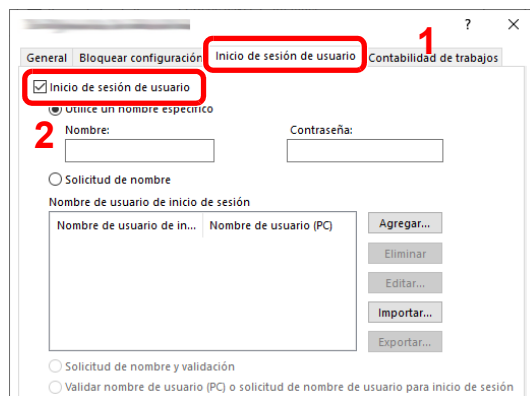 ? ×
1
General Bloquear configuración Inicio de sesión de usuario Contabilidad de trabajos
Inicio de sesión de usuario
Utilice un nombre específico
2
Nombre: Contraseña:
Solicitud de nombre
Nombre de usuario de inicio de sesión
Nombre de usuario de in... Nombre de usuario (PC) Agregar...
Eliminar
Editar...
Importar...
Exportar...
Solicitud de nombre y validación
Validar nombre de usuario (PC) o solicitud de nombre de usuario para inicio de sesión